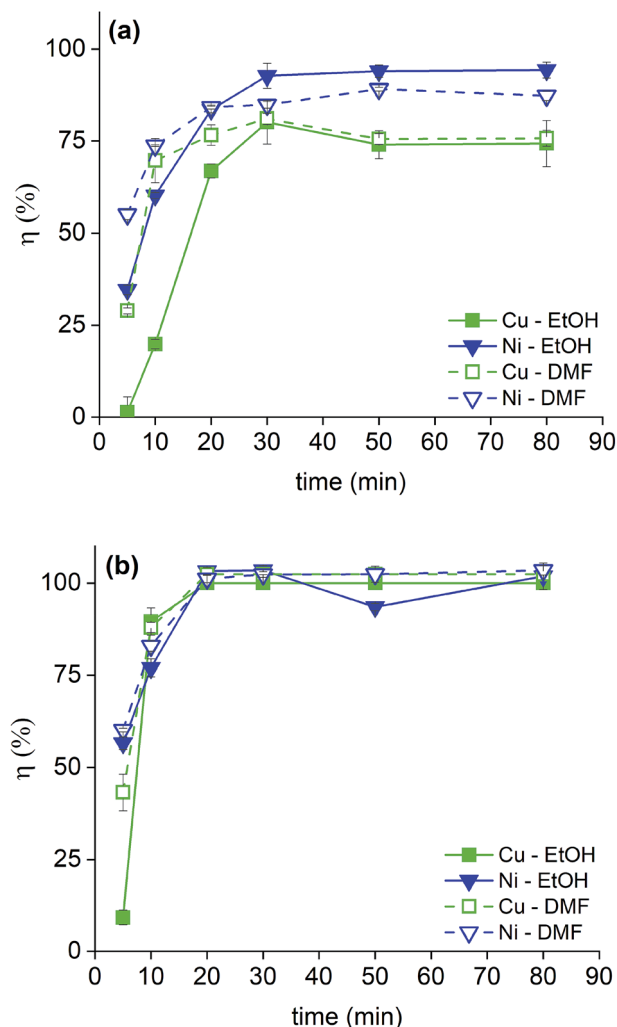 (a)
100
75
50
25
0
η (%)
Cu - EtOH
Ni - EtOH
Cu - DMF
Ni - DMF
0 10 20 30 40 50 60 70 80 90
time (min)
(b)
100
75
50
25
0
η (%)
Cu - EtOH
Ni - EtOH
Cu - DMF
Ni - DMF
0 10 20 30 40 50 60 70 80 90
time (min)